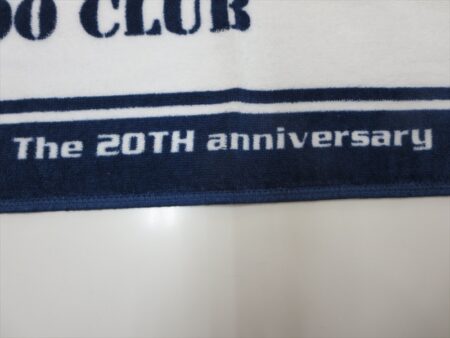 CLUB
The 20TH anniversary